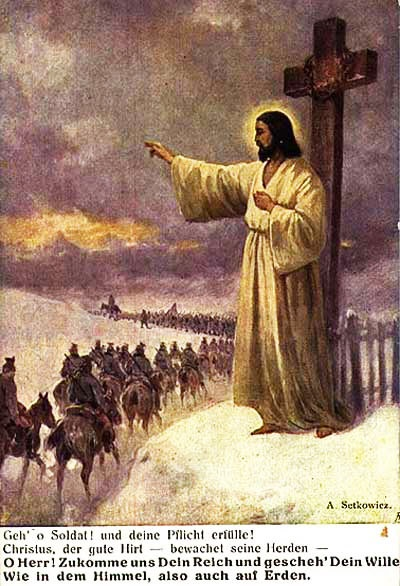 A. Setkowicz.
Geh' o Soldat! und deine Pflicht erfülle!
Christus, der gute Hirt — bewachet seine Herden —
O Herr! Zukomme uns Dein Reich und gescheh' Dein Wille
Wie in dem Himmel, also auch auf Erden.